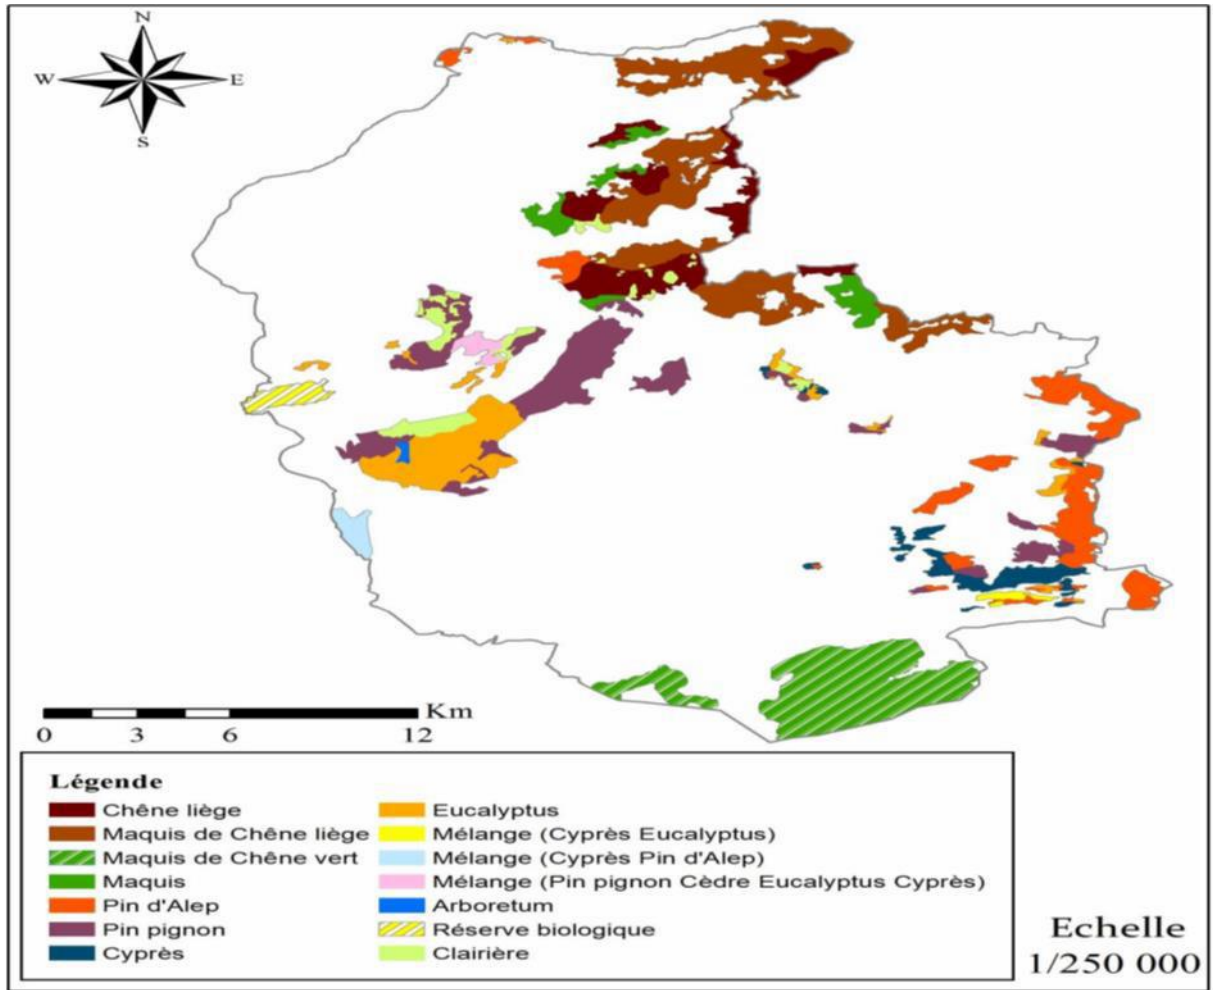 N
W E
S
Km
0 3 6 12
Légende
Chêne liège
Maquis de Chêne liège
Maquis de Chêne vert
Maquis
Pin d'Alep
Pin pignon
Cyprès
Eucalyptus
Mélange (Cyprès Eucalyptus)
Mélange (Cyprès Pin d'Alep)
Mélange (Pin pignon Cèdre Eucalyptus Cyprès)
Arboretum
Réserve biologique
Clairière
Echelle
1/250 000